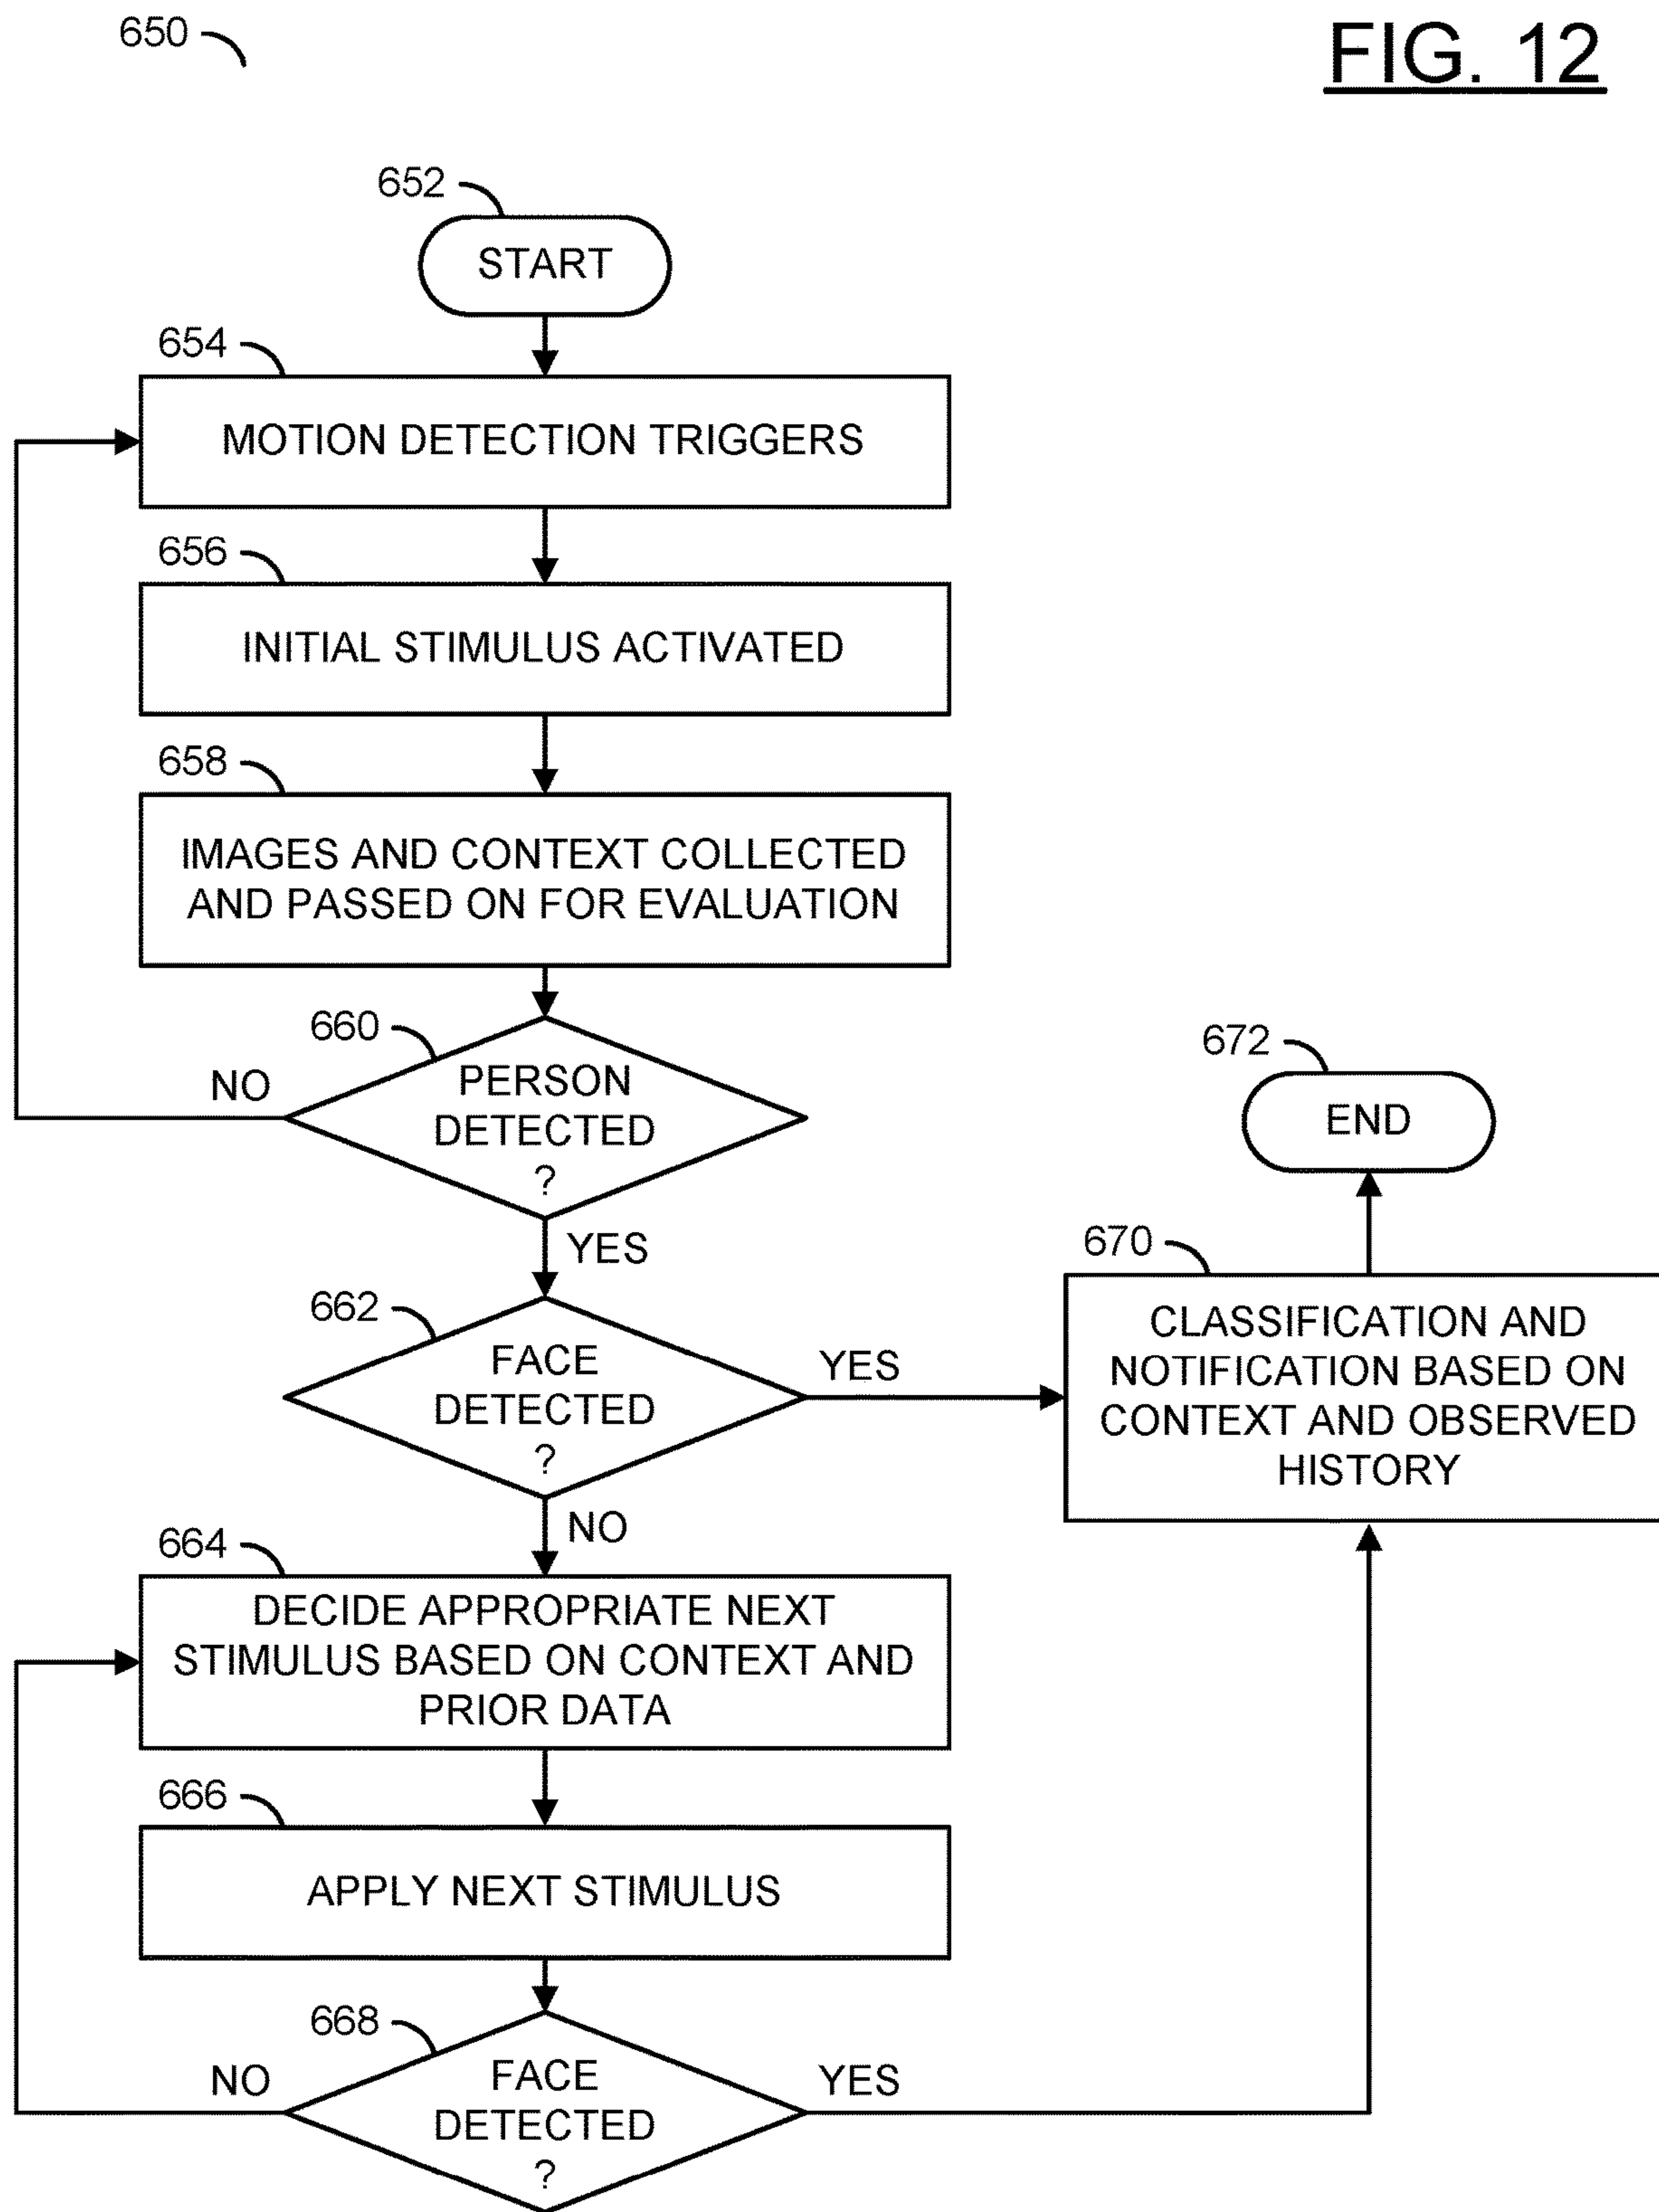 650
FIG. 12
652
START
654
MOTION DETECTION TRIGGERS
656
INITIAL STIMULUS ACTIVATED
658
IMAGES AND CONTEXT COLLECTED
AND PASSED ON FOR EVALUATION
660
PERSON
DETECTED
?
NO
YES
672
END
662
FACE
DETECTED
?
YES
NO
670
CLASSIFICATION AND
NOTIFICATION BASED ON
CONTEXT AND OBSERVED
HISTORY
664
DECIDE APPROPRIATE NEXT
STIMULUS BASED ON CONTEXT AND
PRIOR DATA
666
APPLY NEXT STIMULUS
668
FACE
DETECTED
?
NO
YES